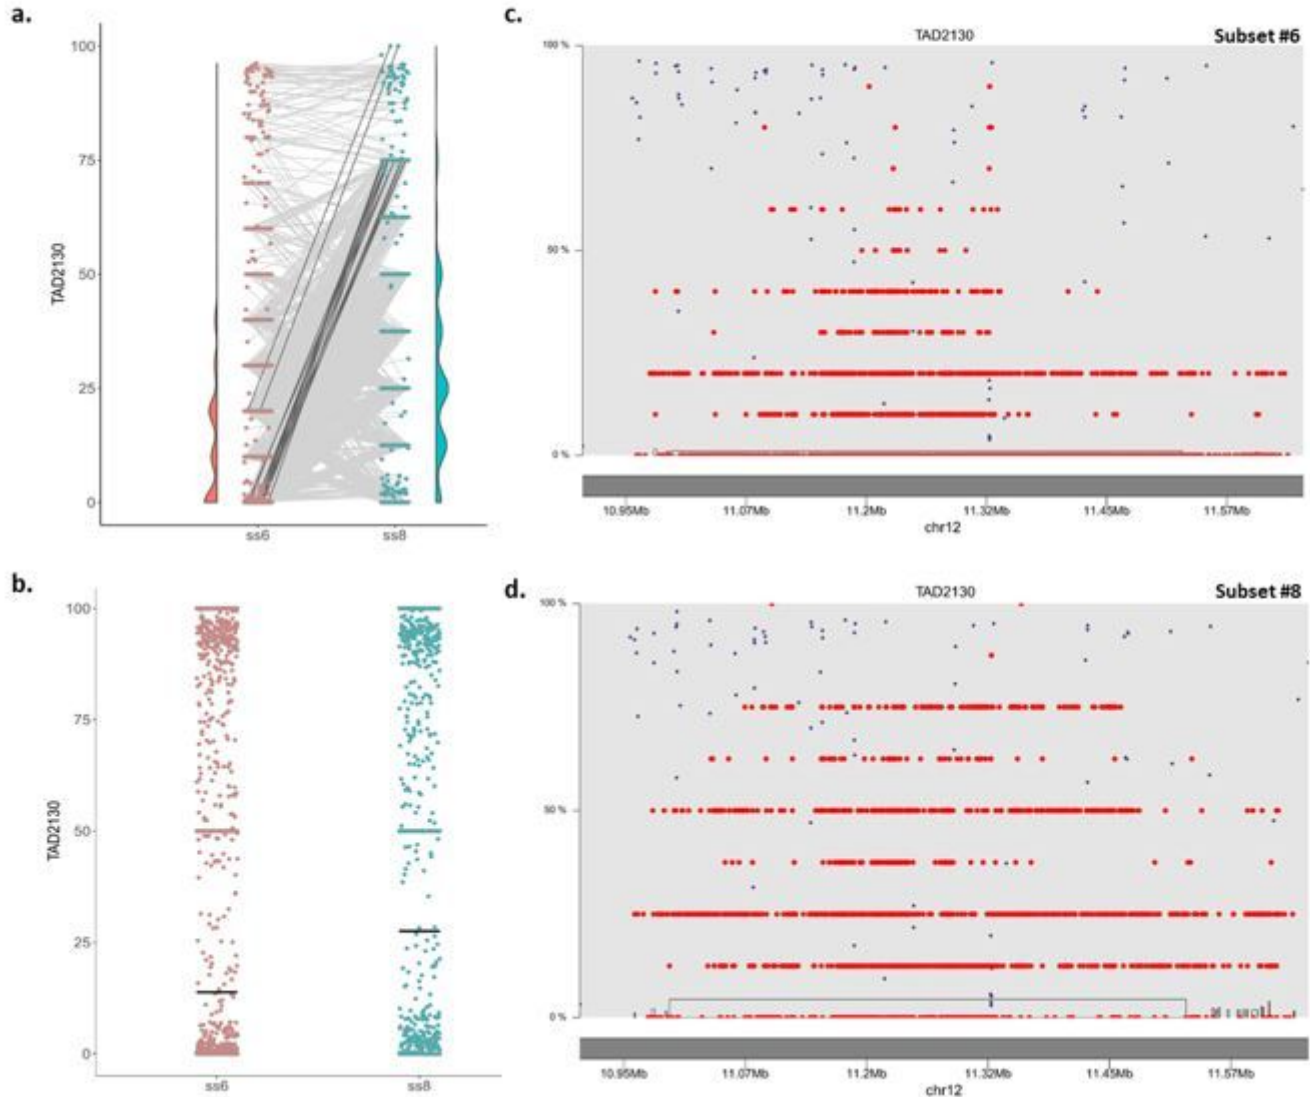 a.
100
75
50
25
0
TAD2130
ss6
ss8
c.
TAD2130
Subset #6
100 %
50 %
0 %
10.95Mb
11.07Mb
11.2Mb
11.32Mb
11.45Mb
11.57Mb
chr12
b.
100
75
50
25
0
TAD2130
ss6
ss8
d.
TAD2130
Subset #8
100 %
50 %
0 %
10.95Mb
11.07Mb
11.2Mb
11.32Mb
11.45Mb
11.57Mb
chr12